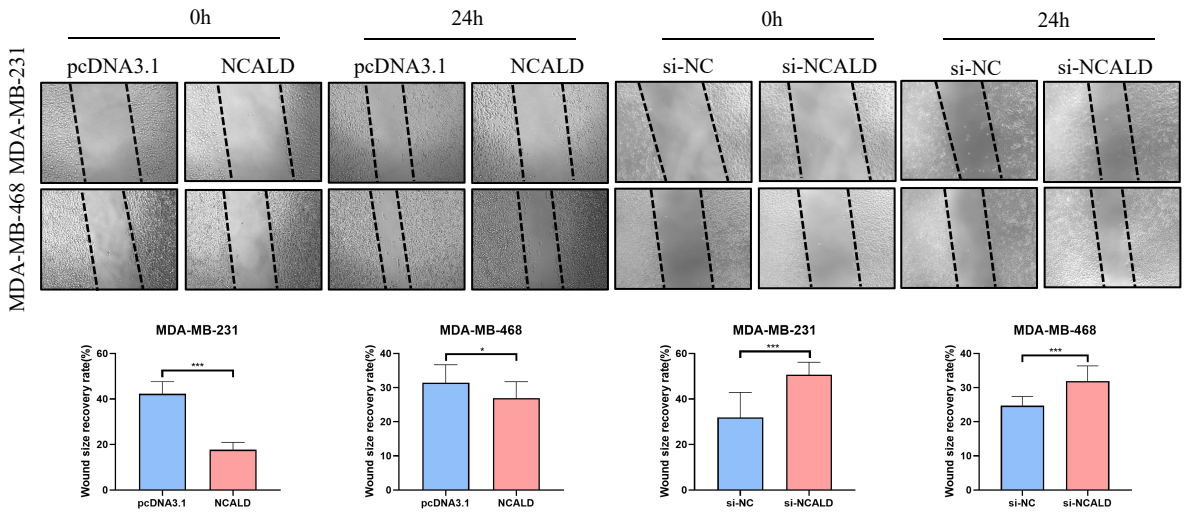 0h 24h 0h 24h
pcDNA3.1 NCALD pcDNA3.1 NCALD si-NC si-NCALD si-NC si-NCALD
MDA-MB-231
MDA-MB-468
MDA-MB-231
Wound size recovery rate(%)
60
40
20
0
***
pcDNA3.1 NCALD
MDA-MB-468
Wound size recovery rate(%)
40
30
20
10
0
*
pcDNA3.1 NCALD
MDA-MB-231
Wound size recovery rate(%)
60
40
20
0
***
si-NC si-NCALD
MDA-MB-468
Wound size recovery rate(%)
40
30
20
10
0
***
si-NC si-NCALD